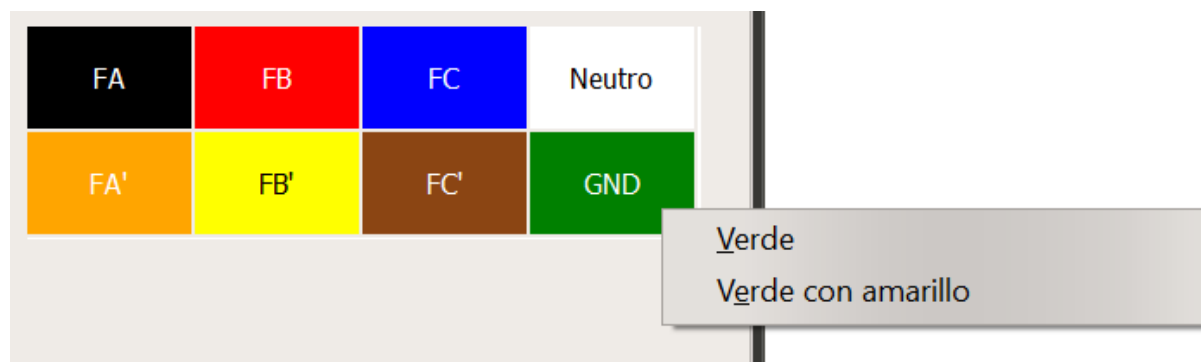 FA FB FC Neutro
FA' FB' FC' GND
Verde
Verde con amarillo